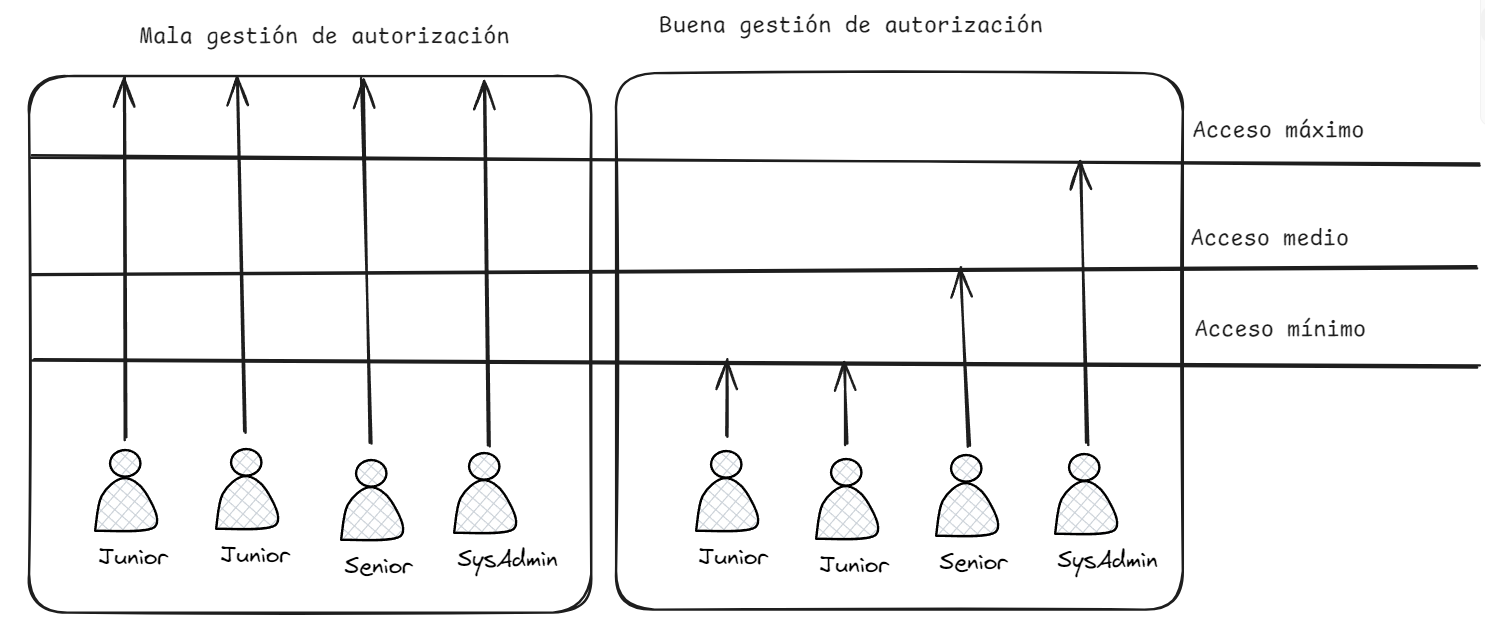 Mala gestión de autorización
Buena gestión de autorización
Acceso máximo
Acceso medio
Acceso mínimo
Junior
Junior
Senior
SysAdmin
Junior
Junior
Senior
SysAdmin